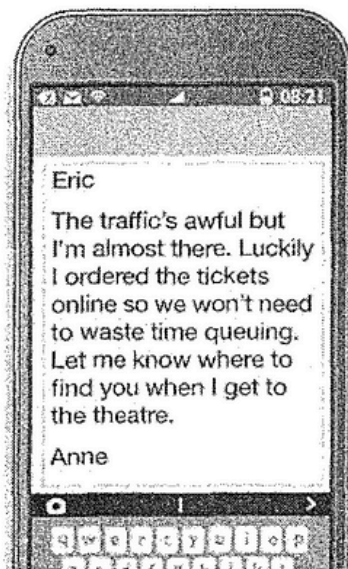 08:21
Eric
The traffic's awful but
I'm almost there. Luckily
I ordered the tickets
online so we won't need
to waste time queuing.
Let me know where to
find you when I get to
the theatre.
Anne
q w e r t y u i o p